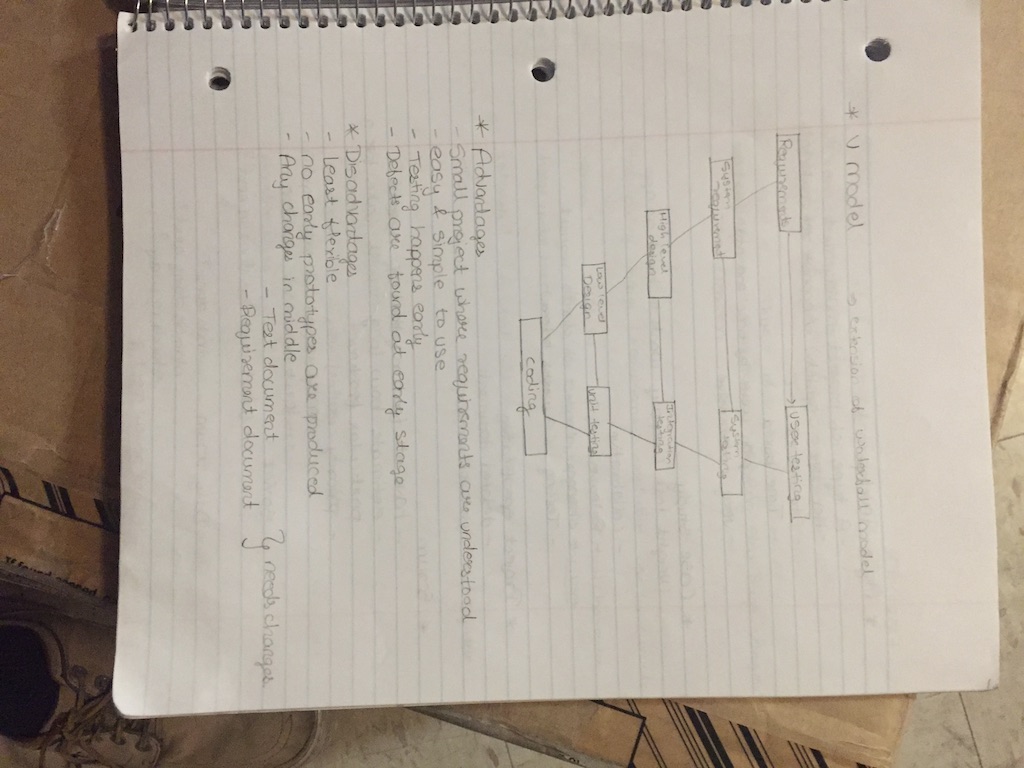 * V model → extension of waterfall model
Requirements
User testing
System
requirement
System
testing
High level
design
Integration
testing
Low level
Design
Unit testing
coding
* Advantages
- Small project where requirements are understood
- easy & simple to use
- Testing happens early
- Defects are found at early stage
* Disadvantages
- Least flexible
- no early prototypes are produced
- Any changes in middle
- Test document
- Requirement document } needs changes